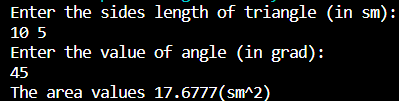 Enter the sides length of triangle (in sm):
10 5
Enter the value of angle (in grad):
45
The area values 17.6777(sm^2)